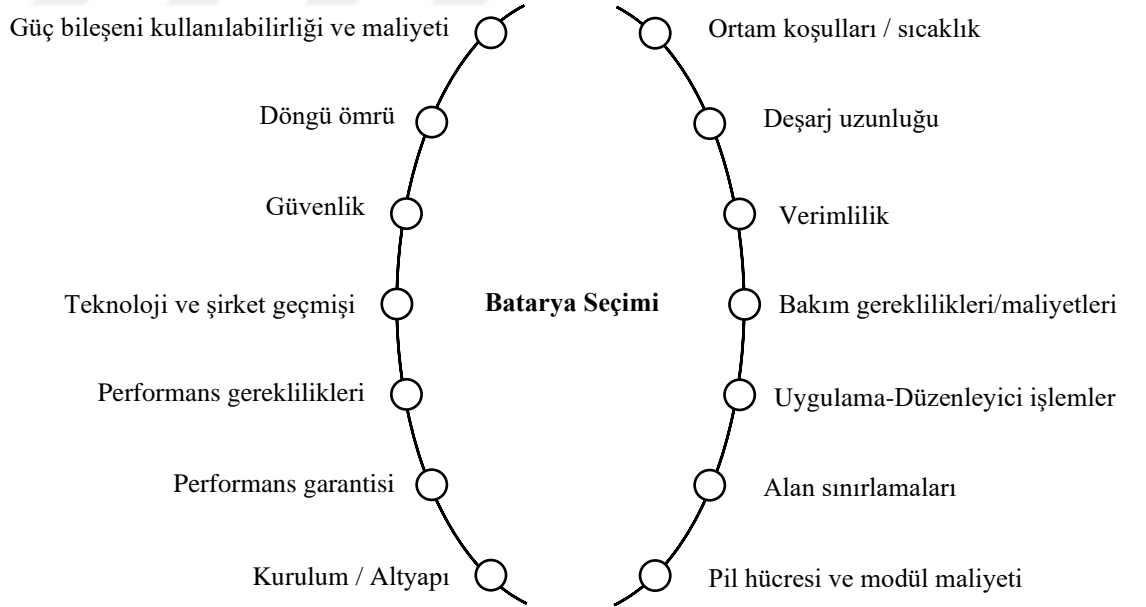 Güç bileşeni kullanılabilirliği ve maliyeti
Döngü ömrü
Güvenlik
Teknoloji ve şirket geçmişi
Performans gereklilikleri
Performans garantisi
Kurulum / Altyapı
Batarya Seçimi
Ortam koşulları / sıcaklık
Deşarj uzunluğu
Verimlilik
Bakım gereklilikleri/maliyetleri
Uygulama-Düzenleyici işlemler
Alan sınırlamaları
Pil hücresi ve modül maliyeti